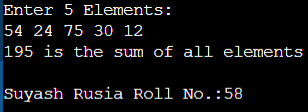 Enter 5 Elements:
54 24 75 30 12
195 is the sum of all elements
Suyash Rusia Roll No.:58